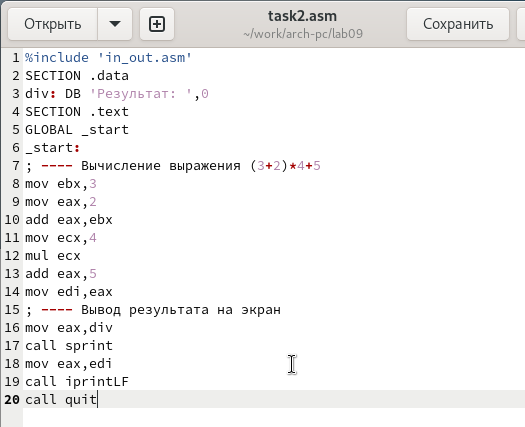 Открыть
task2.asm
~/work/arch-pc/lab09
Сохранить
1 %include 'in_out.asm'
2 SECTION .data
3 div: DB 'Результат: ',0
4 SECTION .text
5 GLOBAL _start
6 _start:
7 ; ---- Вычисление выражения (3+2)*4+5
8 mov ebx,3
9 mov eax,2
10 add eax,ebx
11 mov ecx,4
12 mul ecx
13 add eax,5
14 mov edi,eax
15 ; ---- Вывод результата на экран
16 mov eax,div
17 call sprint
18 mov eax,edi
19 call iprintLF
20 call quit